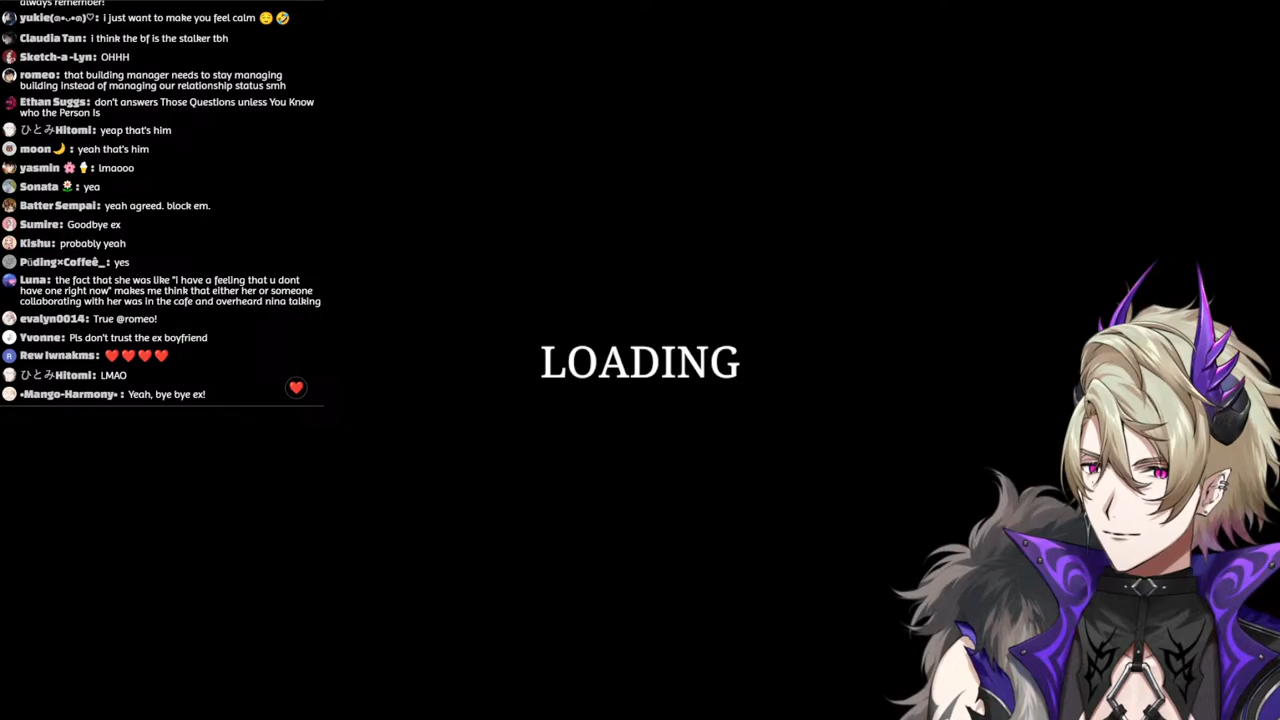 always remember!
yukie(ฅ•ᴗ•ฅ)♡: i just want to make you feel calm 😌 🤣
Claudia Tan: i think the bf is the stalker tbh
Sketch-a -Lyn: OHHH
romeo: that building manager needs to stay managing
building instead of managing our relationship status smh
Ethan Suggs: don't answers Those Questions unless You Know
who the Person Is
ひとみHitomi: yeap that's him
moon🌙 : yeah that's him
yasmin 🌸 🍦: lmaooo
Sonata 🌷: yea
Batter Sempai: yeah agreed. block em.
Sumire: Goodbye ex
Kishu: probably yeah
Pūding×Coffeê_: yes
Luna: the fact that she was like "I have a feeling that u dont
have one right now" makes me think that either her or someone
collaborating with her was in the cafe and overheard nina talking
evalyn0014: True @romeo!
Yvonne: Pls don't trust the ex boyfriend
R
Rew Iwnakms: ❤️ ❤️ ❤️ ❤️
ひとみHitomi: LMAO
•Mango-Harmony• : Yeah, bye bye ex!
LOADING